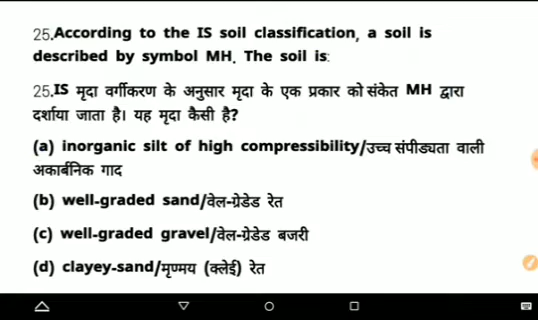 25.According to the IS soil classification, a soil is
described by symbol MH. The soil is:
25.IS मृदा वर्गीकरण के अनुसार मृदा के एक प्रकार को संकेत MH द्वारा
दर्शाया जाता है। यह मृदा कैसी है?
(a) inorganic silt of high compressibility/उच्च संपीड्यता वाली
अकार्बनिक गाद
(b) well-graded sand/वेल-ग्रेडेड रेत
(c) well-graded gravel/वेल-ग्रेडेड बजरी
(d) clayey-sand/मृण्मय (क्लेई) रेत